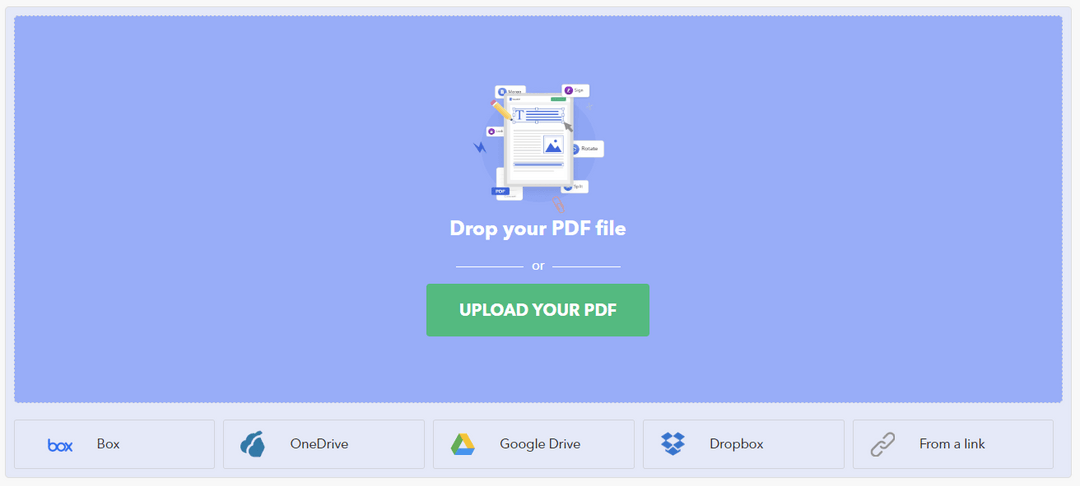 Sign
Rotate
Split
PDF
Drop your PDF file
or
UPLOAD YOUR PDF
box Box
OneDrive
Google Drive
Dropbox
From a link